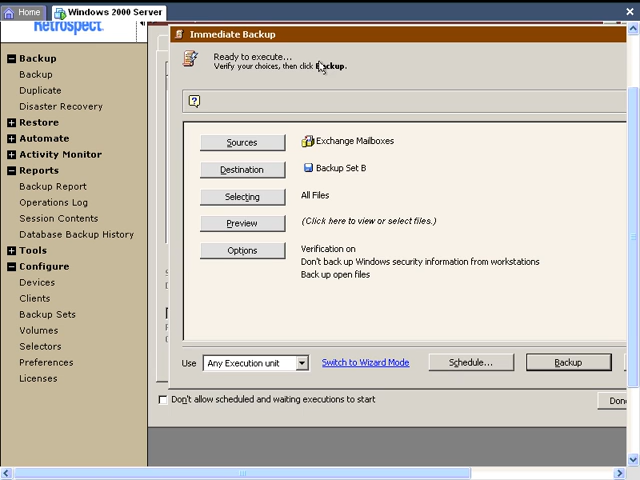 Home
Windows 2000 Server
Retrospect.
Backup
Backup
Duplicate
Disaster Recovery
Restore
Automate
Activity Monitor
Reports
Backup Report
Operations Log
Session Contents
Database Backup History
Tools
Configure
Devices
Clients
Backup Sets
Volumes
Selectors
Preferences
Licenses
Immediate Backup
Ready to execute...
Verify your choices, then click Backup.
Sources
Exchange Mailboxes
Destination
Backup Set B
Selecting
All Files
Preview
(Click here to view or select files.)
Options
Verification on
Don't back up Windows security information from workstations
Back up open files
Use
Any Execution unit
Switch to Wizard Mode
Schedule...
Backup
Don't allow scheduled and waiting executions to start
Done